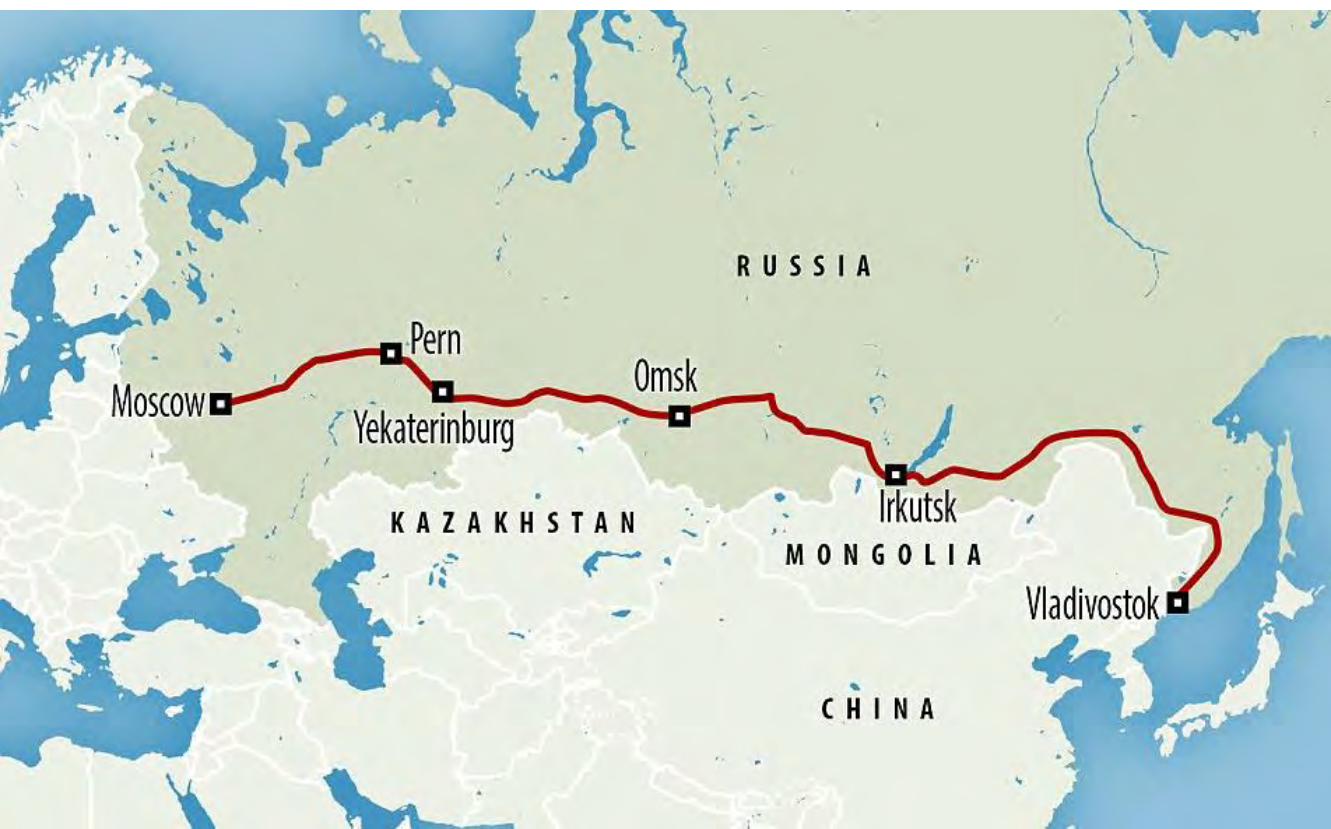 RUSSIA
Pern
Moscow
Omsk
Yekaterinburg
Irkutsk
KAZAKHSTAN
MONGOLIA
Vladivostok
CHINA